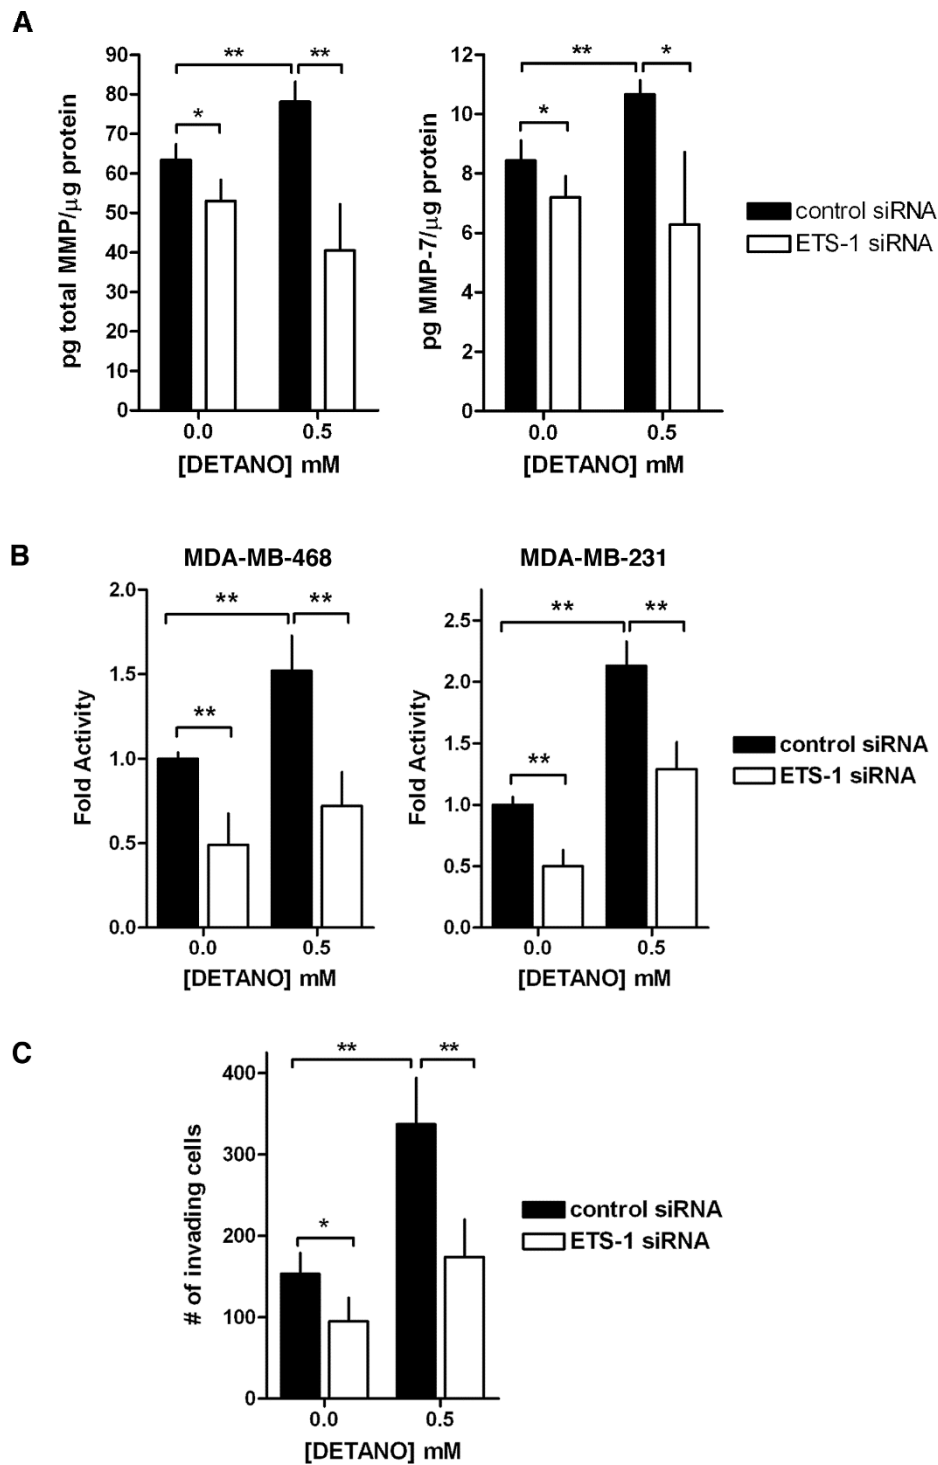 A
pg total MMP/μg protein
90
80
70
60
50
40
30
20
10
0
**
**
*
0.0
0.5
[DETANO] mM
pg MMP-7/μg protein
12
10
8
6
4
2
0
**
*
*
0.0
0.5
[DETANO] mM
control siRNA
ETS-1 siRNA
B
MDA-MB-468
Fold Activity
2.0
1.5
1.0
0.5
0.0
**
**
**
0.0
0.5
[DETANO] mM
MDA-MB-231
Fold Activity
2.5
2.0
1.5
1.0
0.5
0.0
**
**
**
0.0
0.5
[DETANO] mM
control siRNA
ETS-1 siRNA
C
# of invading cells
400
300
200
100
0
**
**
*
0.0
0.5
[DETANO] mM
control siRNA
ETS-1 siRNA